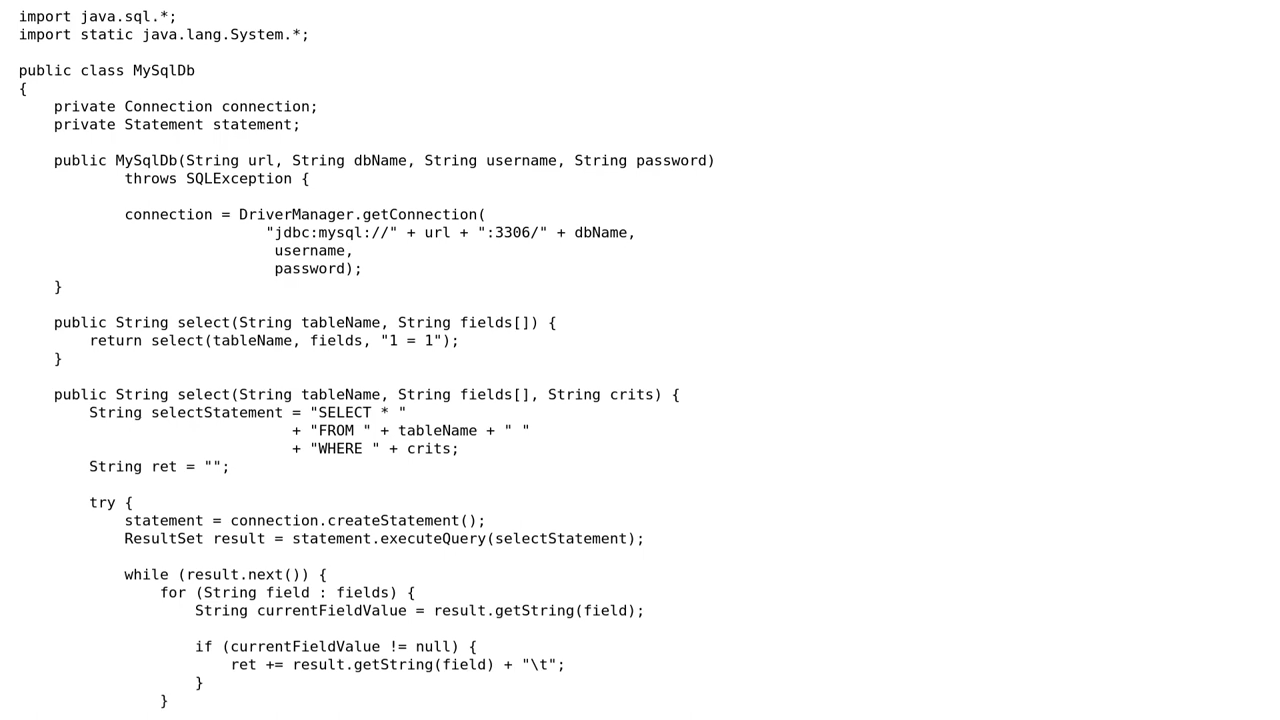 import java.sql.*;
import static java.lang.System.*;

public class MySqlDb
{
    private Connection connection;
    private Statement statement;

    public MySqlDb(String url, String dbName, String username, String password)
            throws SQLException {

            connection = DriverManager.getConnection(
                            "jdbc:mysql://" + url + ":3306/" + dbName,
                             username,
                             password);
    }

    public String select(String tableName, String fields[]) {
        return select(tableName, fields, "1 = 1");
    }

    public String select(String tableName, String fields[], String crits) {
        String selectStatement = "SELECT * "
                               + "FROM " + tableName + " "
                               + "WHERE " + crits;
        String ret = "";

        try {
            statement = connection.createStatement();
            ResultSet result = statement.executeQuery(selectStatement);

            while (result.next()) {
                for (String field : fields) {
                    String currentFieldValue = result.getString(field);

                    if (currentFieldValue != null) {
                        ret += result.getString(field) + "\t";
                    }
                }